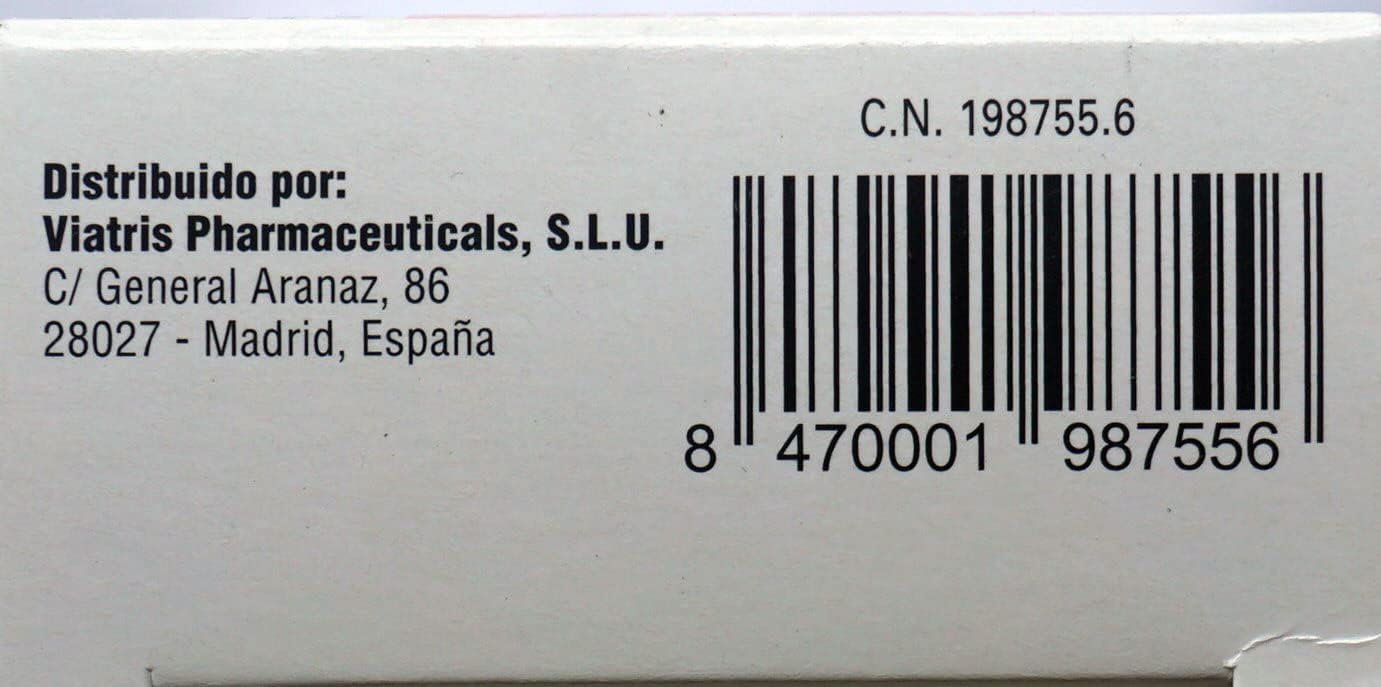 C.N. 198755.6
Distribuido por:
Viatris Pharmaceuticals, S.L.U.
C/ General Aranaz, 86
28027 - Madrid, España
8 470001 987556